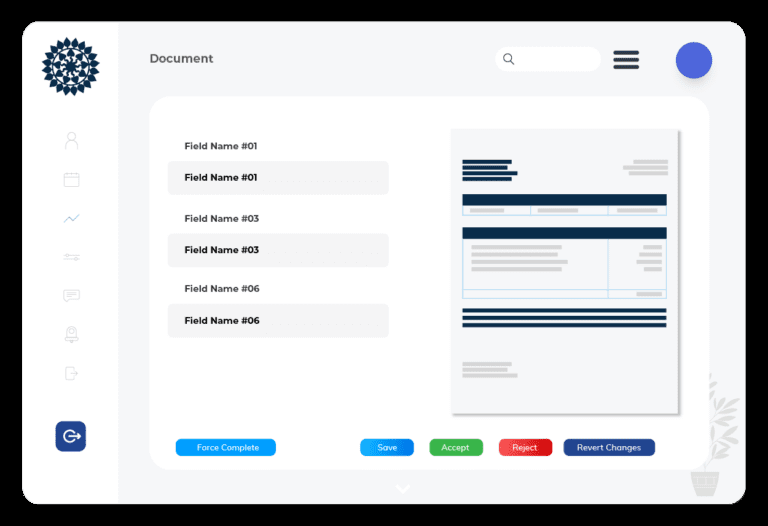 Document
Field Name #01
Field Name #01
Field Name #03
Field Name #03
Field Name #06
Field Name #06
Force Complete
Save
Accept
Reject
Revert Changes